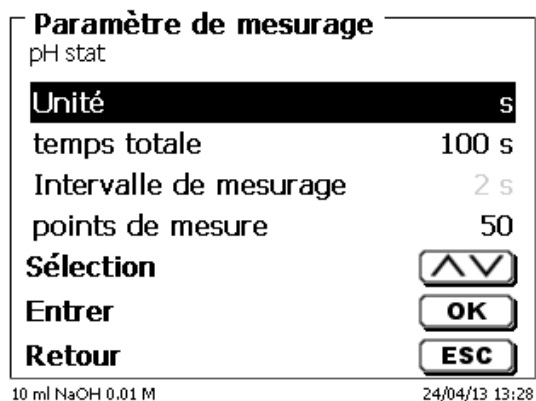 Paramètre de mesurage
pH stat
Unité s
temps totale 100 s
Intervalle de mesurage 2 s
points de mesure 50
Sélection
Entrer OK
Retour ESC
10 ml NaOH 0.01 M 24/04/13 13:28